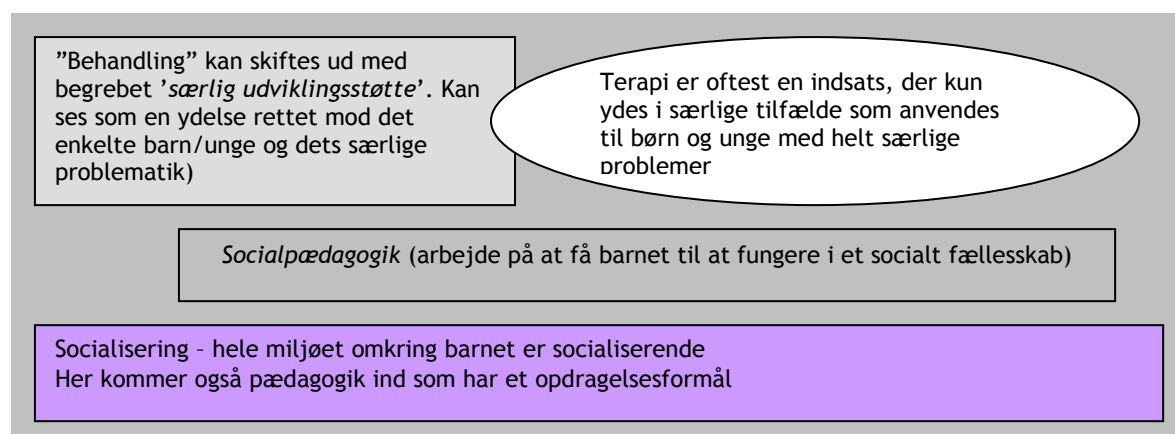 ”Behandling” kan skiftes ud med
begrebet ’særlig udviklingsstøtte’. Kan
ses som en ydelse rettet mod det
enkelte barn/unge og dets særlige
problematik)
Terapi er oftest en indsats, der kun
ydes i særlige tilfælde som anvendes
til børn og unge med helt særlige
problemer
Socialpædagogik (arbejde på at få barnet til at fungere i et socialt fællesskab)
Socialisering – hele miljøet omkring barnet er socialiserende
Her kommer også pædagogik ind som har et opdragelsesformål